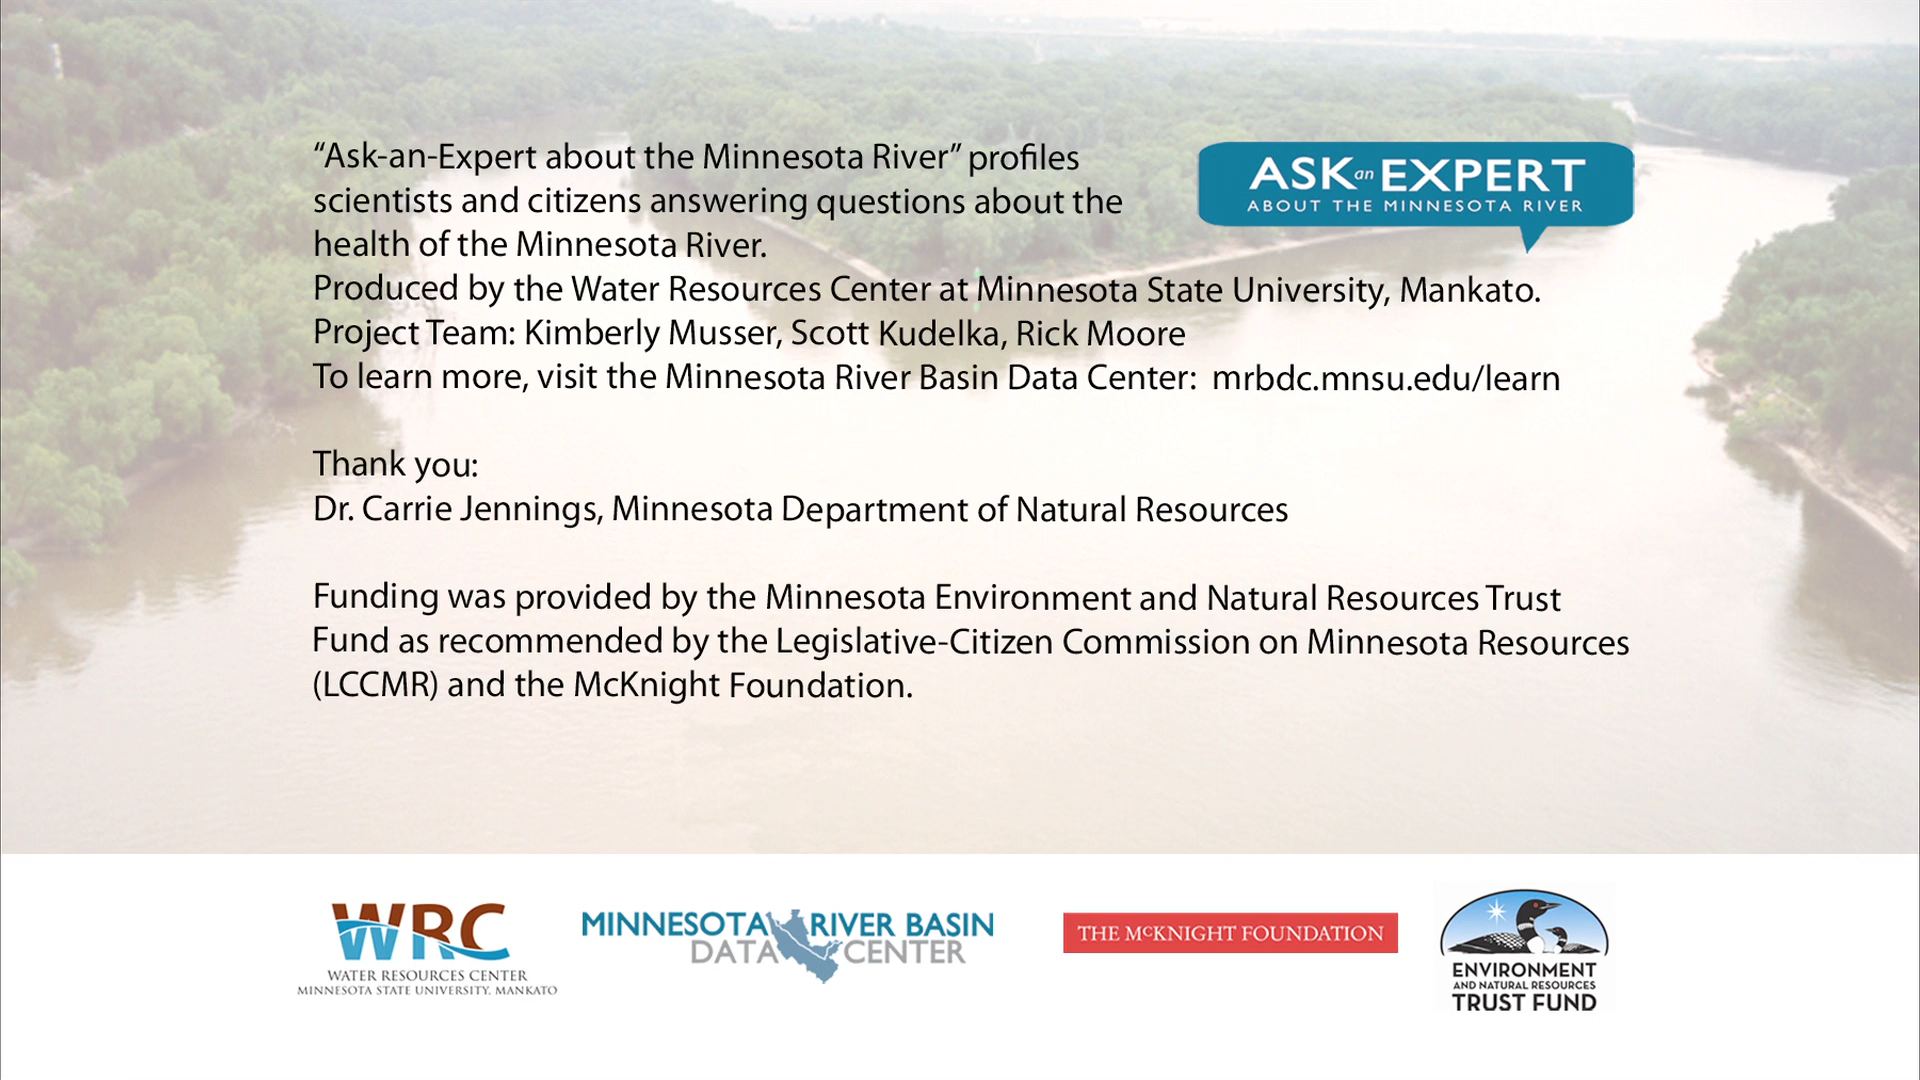 “Ask-an-Expert about the Minnesota River” profiles
scientists and citizens answering questions about the
health of the Minnesota River.
ASK an EXPERT
ABOUT THE MINNESOTA RIVER
Produced by the Water Resources Center at Minnesota State University, Mankato.
Project Team: Kimberly Musser, Scott Kudelka, Rick Moore
To learn more, visit the Minnesota River Basin Data Center: mrbdc.mnsu.edu/learn
Thank you:
Dr. Carrie Jennings, Minnesota Department of Natural Resources
Funding was provided by the Minnesota Environment and Natural Resources Trust
Fund as recommended by the Legislative-Citizen Commission on Minnesota Resources
(LCCMR) and the McKnight Foundation.
WRC
WATER RESOURCES CENTER
MINNESOTA STATE UNIVERSITY, MANKATO
MINNESOTA RIVER BASIN
DATA CENTER
THE McKNIGHT FOUNDATION
ENVIRONMENT
AND NATURAL RESOURCES
TRUST FUND